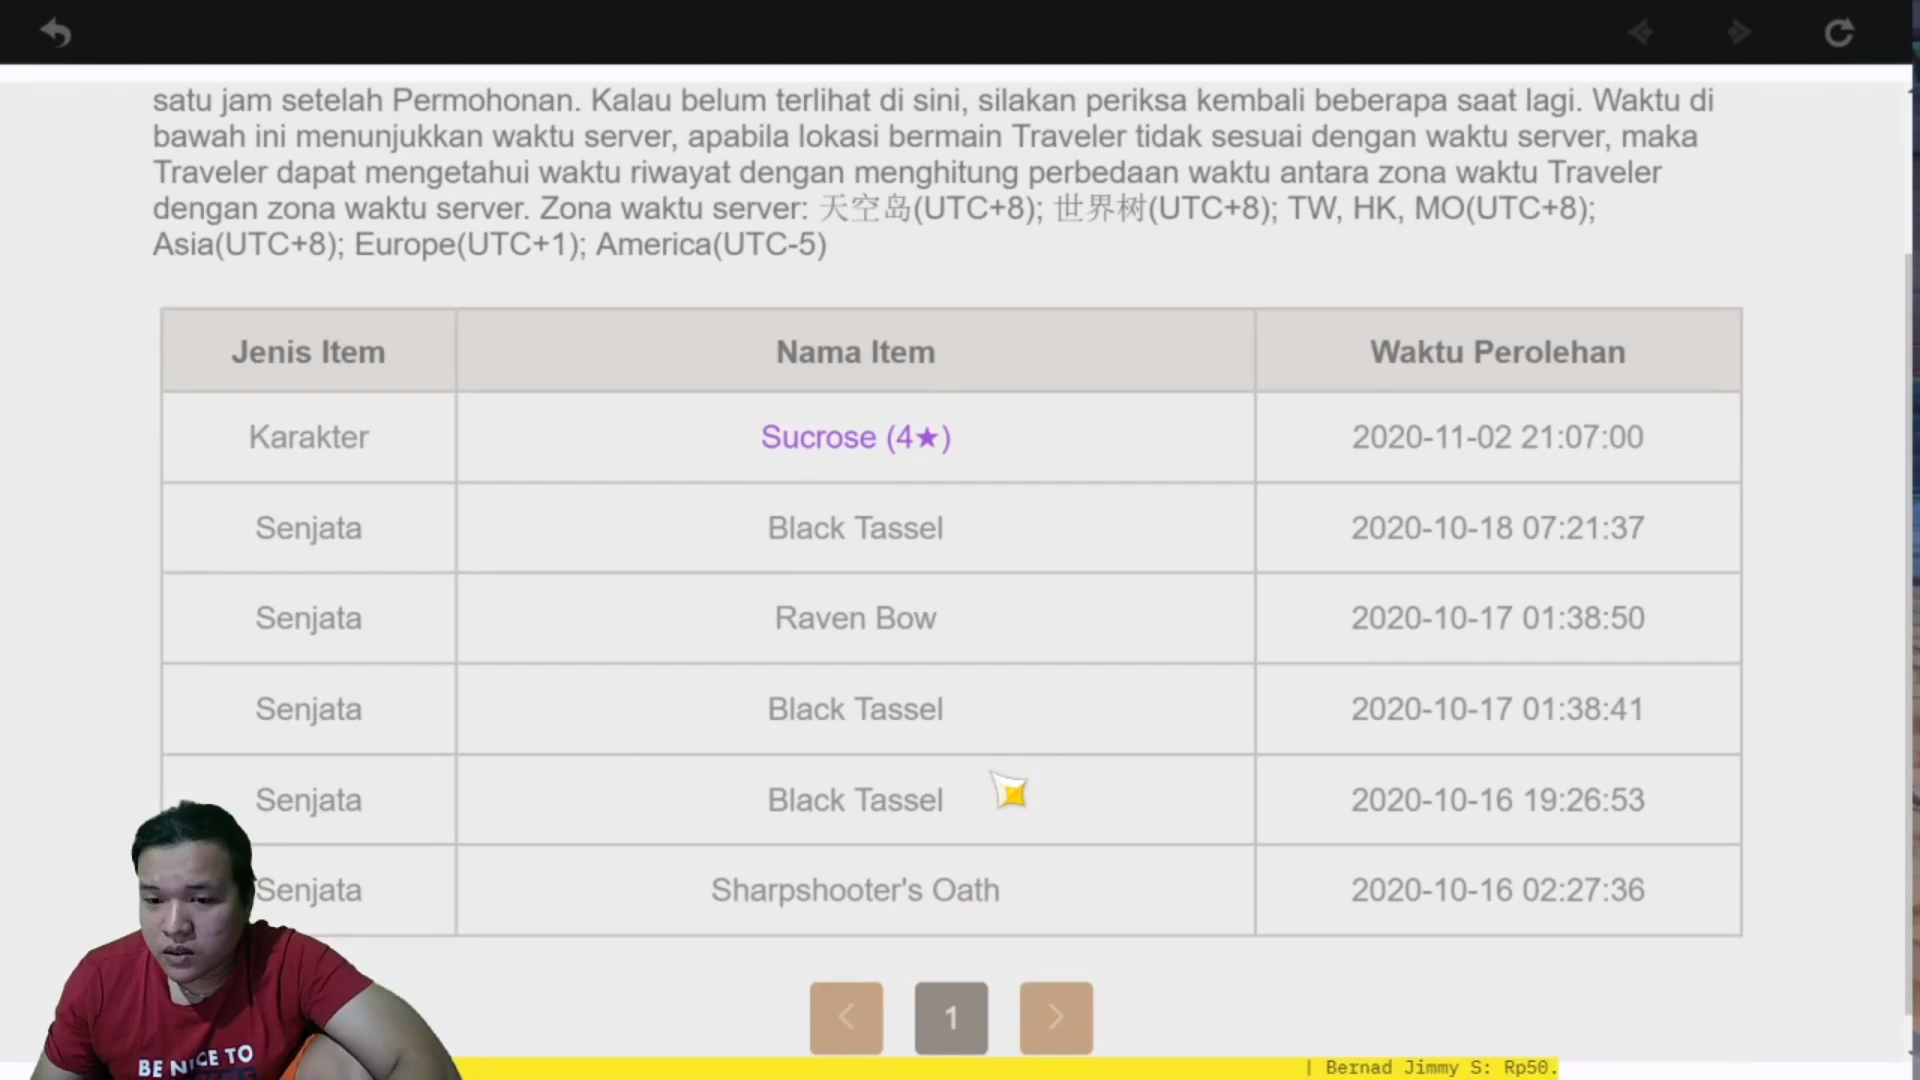 satu jam setelah Permohonan. Kalau belum terlihat di sini, silakan periksa kembali beberapa saat lagi. Waktu di
bawah ini menunjukkan waktu server, apabila lokasi bermain Traveler tidak sesuai dengan waktu server, maka
Traveler dapat mengetahui waktu riwayat dengan menghitung perbedaan waktu antara zona waktu Traveler
dengan zona waktu server. Zona waktu server: 天空岛(UTC+8); 世界树(UTC+8); TW, HK, MO(UTC+8);
Asia(UTC+8); Europe(UTC+1); America(UTC-5)
Jenis Item Nama Item Waktu Perolehan
Karakter Sucrose (4★) 2020-11-02 21:07:00
Senjata Black Tassel 2020-10-18 07:21:37
Senjata Raven Bow 2020-10-17 01:38:50
Senjata Black Tassel 2020-10-17 01:38:41
Senjata Black Tassel 2020-10-16 19:26:53
Senjata Sharpshooter's Oath 2020-10-16 02:27:36
< 1 >
BE NICE TO
| Bernad Jimmy S: Rp50.